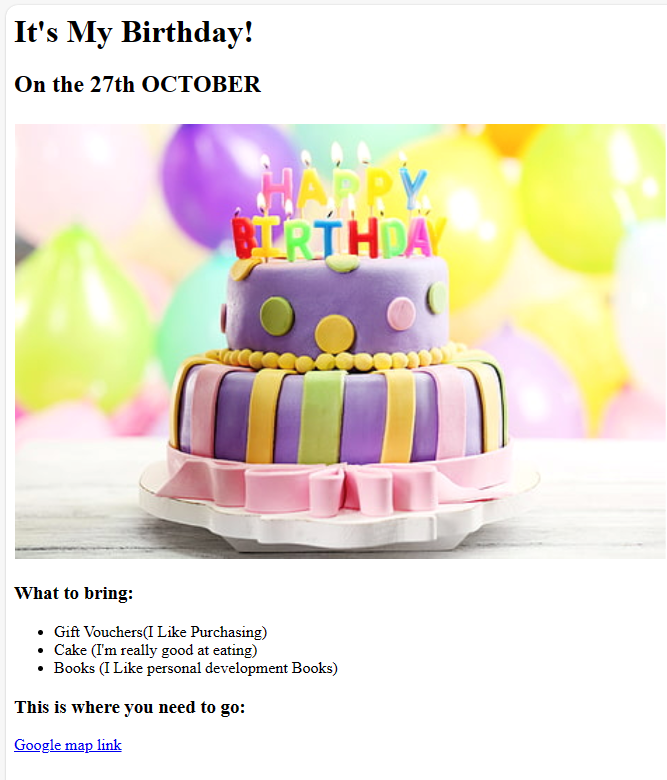 It's My Birthday!
On the 27th OCTOBER
HAPPY
BIRTHDAY
What to bring:
Gift Vouchers(I Like Purchasing)
Cake (I'm really good at eating)
Books (I Like personal development Books)
This is where you need to go:
Google map link